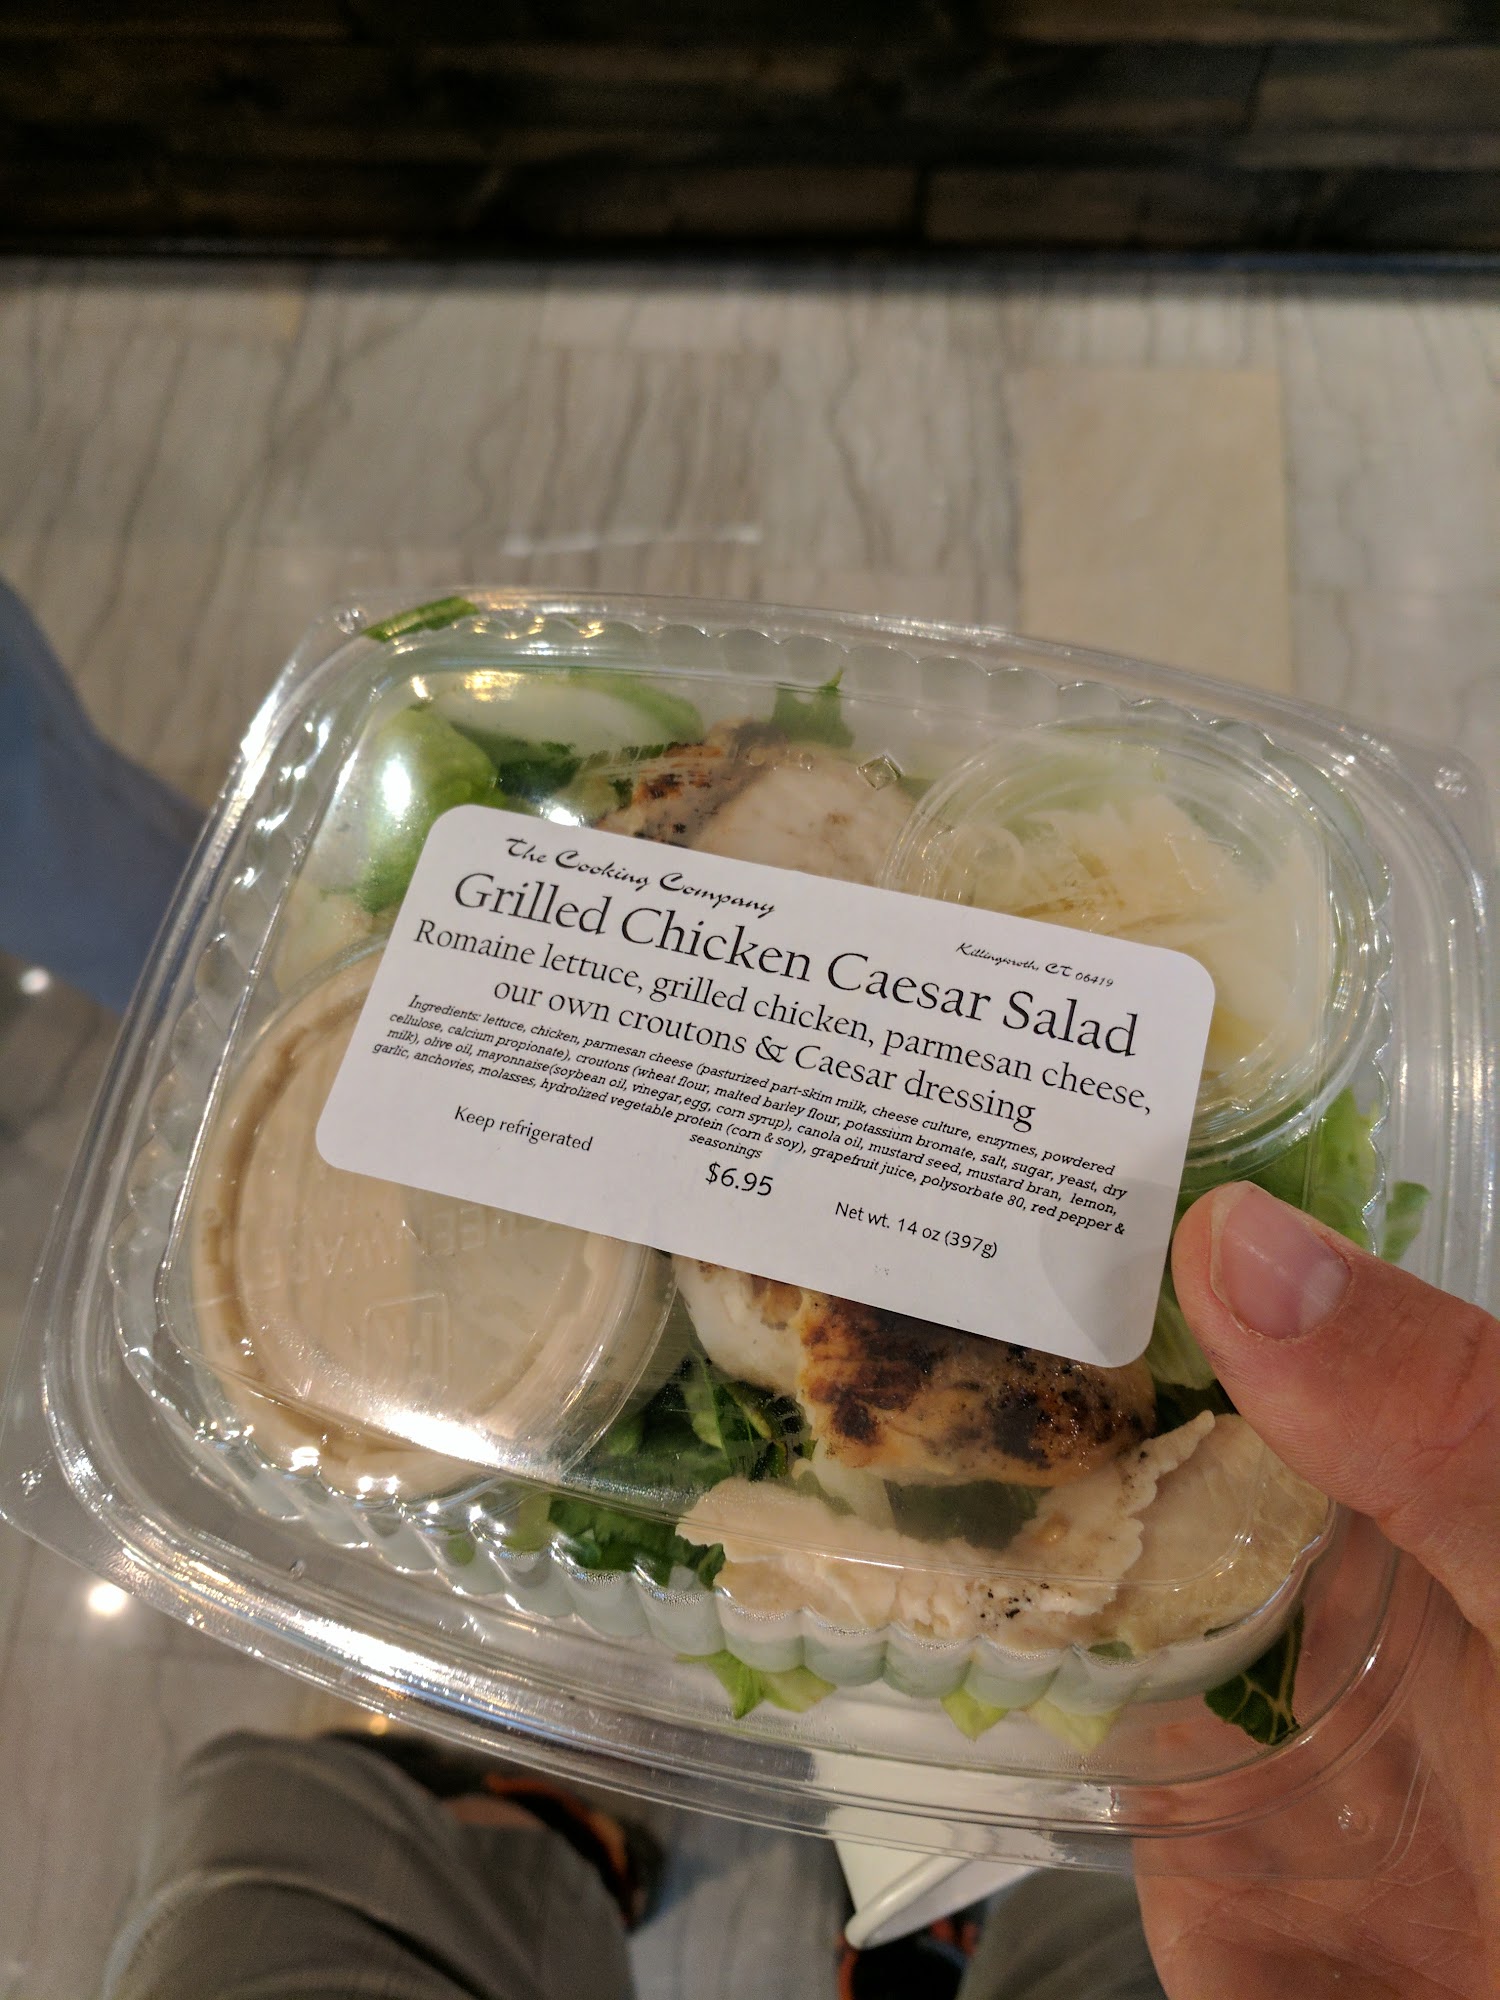 The Cooking Company
Killingworth, CT 06419
Grilled Chicken Caesar Salad
Romaine lettuce, grilled chicken, parmesan cheese,
our own croutons & Caesar dressing
Ingredients: lettuce, chicken, parmesan cheese (pasturized part-skim milk, cheese culture, enzymes, powdered
cellulose, calcium propionate), croutons (wheat flour, malted barley flour, potassium bromate, salt, sugar, yeast, dry
milk), olive oil, mayonnaise(soybean oil, vinegar, egg, corn syrup), canola oil, mustard seed, mustard bran, lemon,
garlic, anchovies, molasses, hydrolized vegetable protein (corn & soy), grapefruit juice, polysorbate 80, red pepper &
seasonings
Keep refrigerated
$6.95
Net wt. 14 oz (397g)